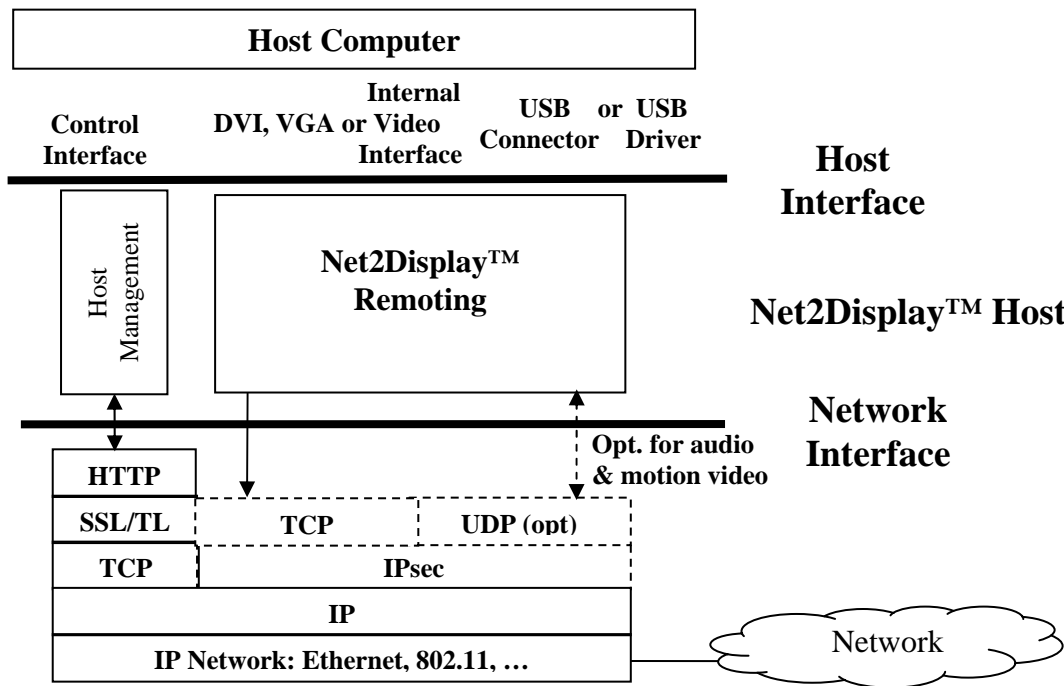 Host Computer
Control
Interface
Internal
DVI, VGA or Video
Interface
USB or USB
Connector Driver
Host
Interface
Host
Management
Net2Display™
Remoting
Net2Display™ Host
Network
Interface
Opt. for audio
& motion video
HTTP
SSL/TL
TCP
UDP (opt)
TCP
IPsec
IP
IP Network: Ethernet, 802.11, …
Network